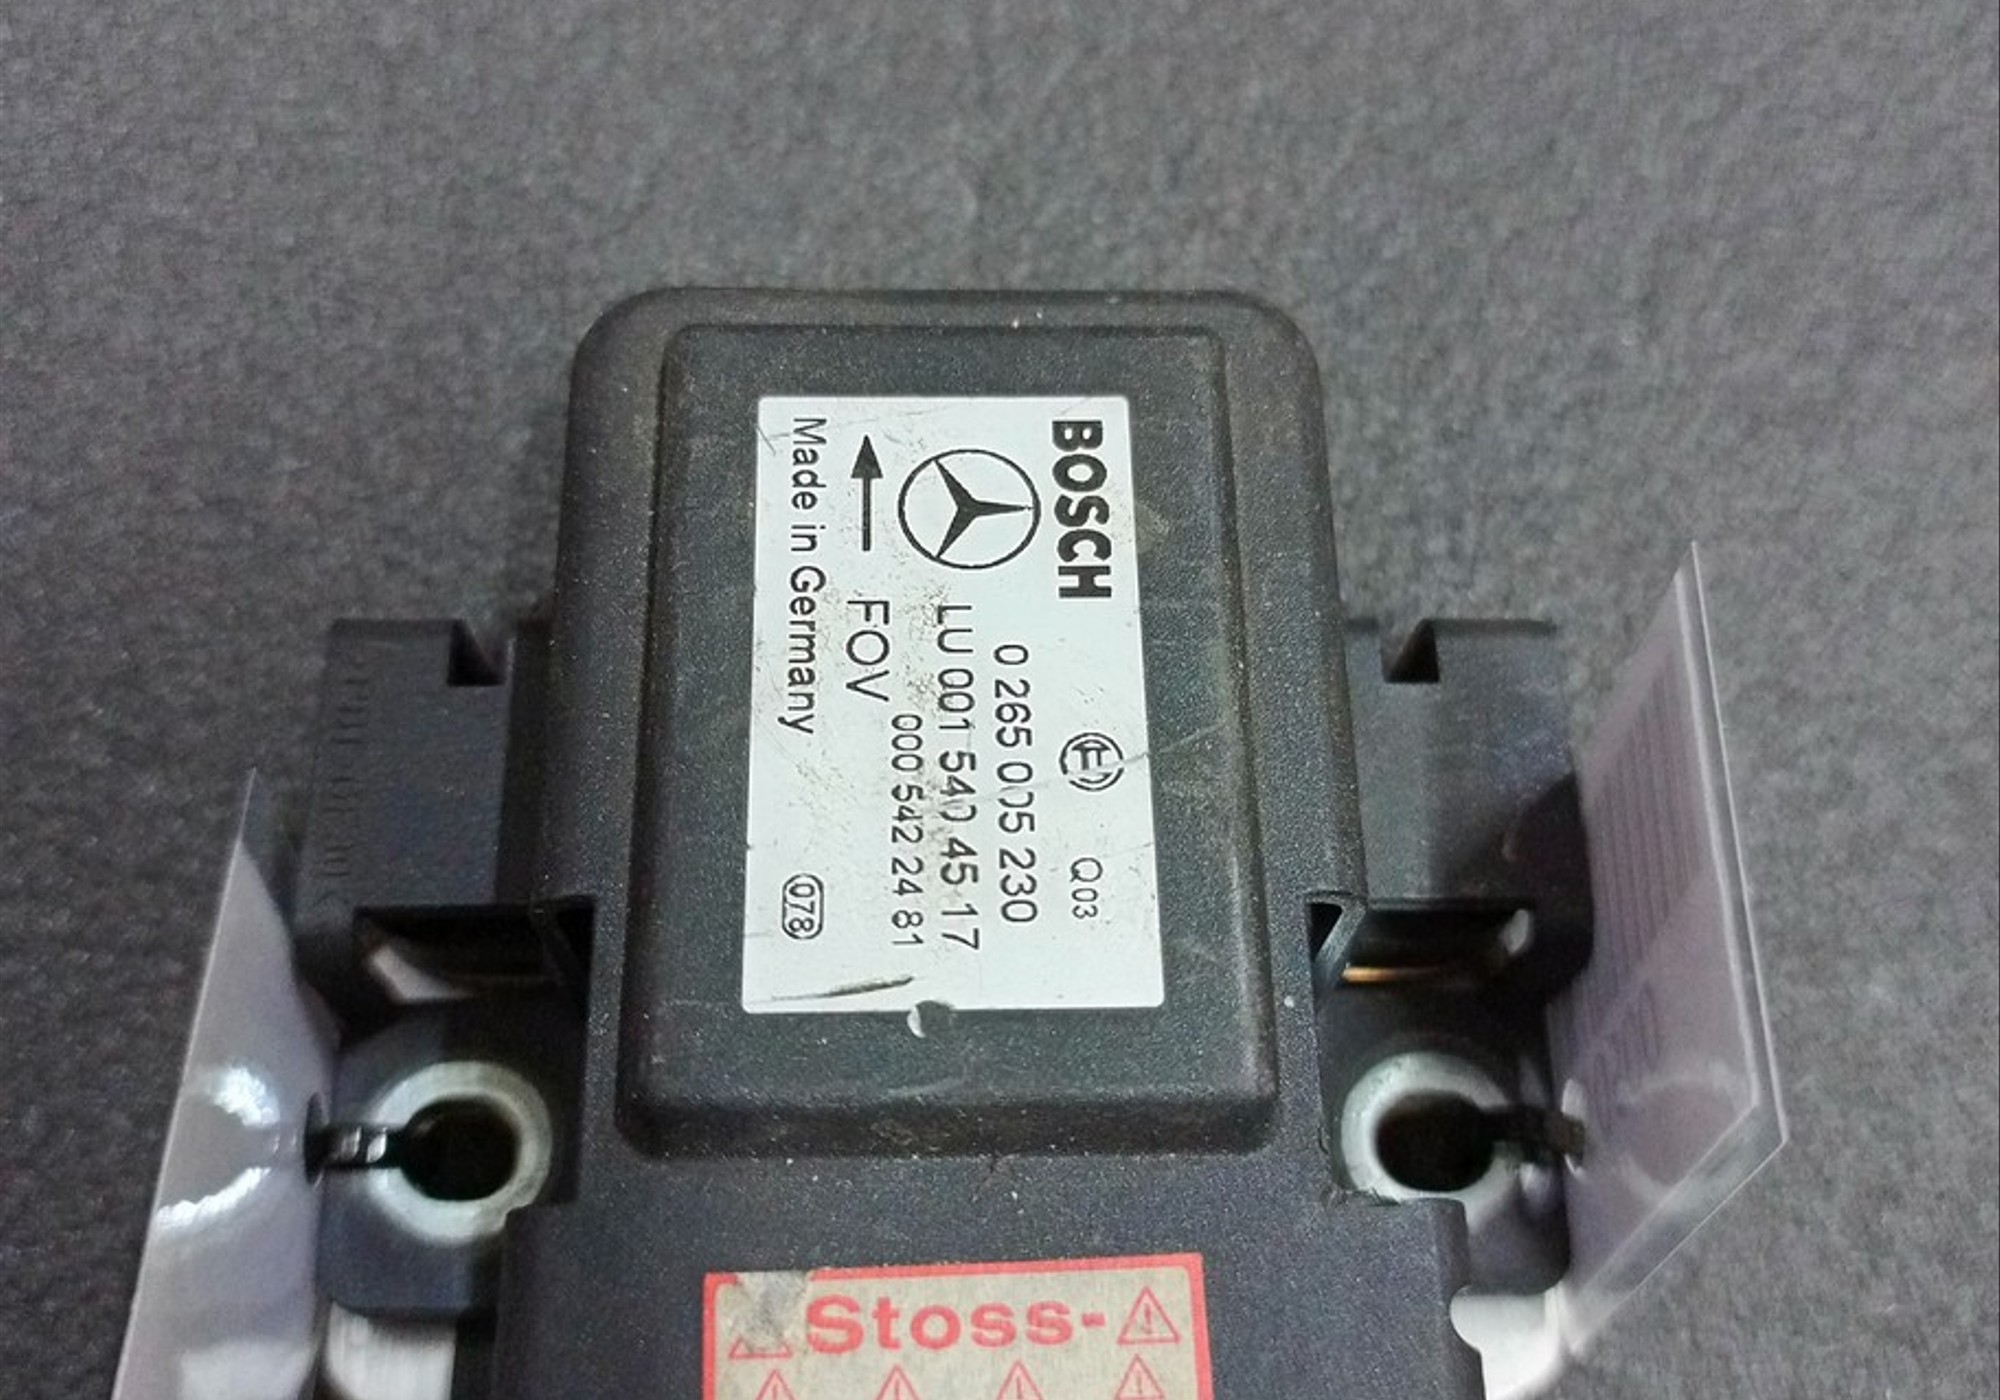 BOSCH Q03
0 265 005 230
LU 001 540 45 17
000 542 24 81
FOV
Made in Germany 078
Stoss-